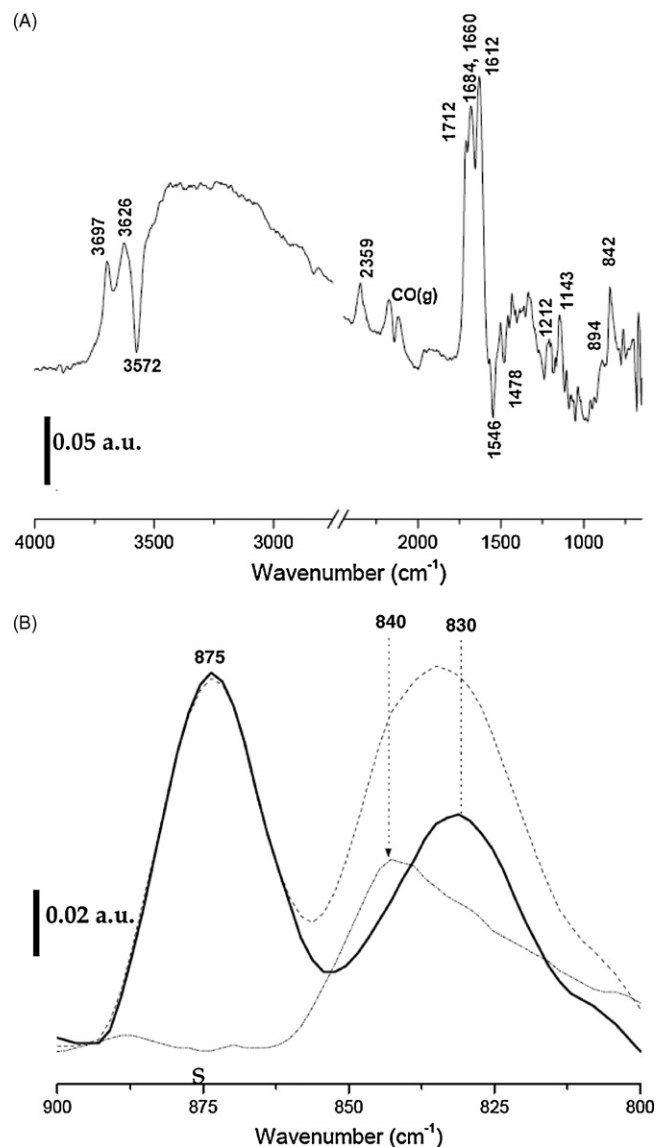 (A)
3697
3626
3572
2359
CO(g)
1712
1684, 1660
1612
1546
1478
1212
1143
894
842
0.05 a.u.
4000 3500 3000 2000 1500 1000
Wavenumber (cm-1)
(B)
875
840
830
0.02 a.u.
S
900 875 850 825 800
Wavenumber (cm-1)